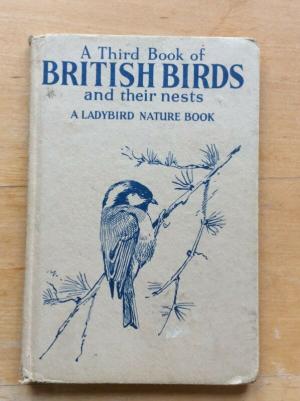 A Third Book of
BRITISH BIRDS
and their nests
A LADYBIRD NATURE BOOK